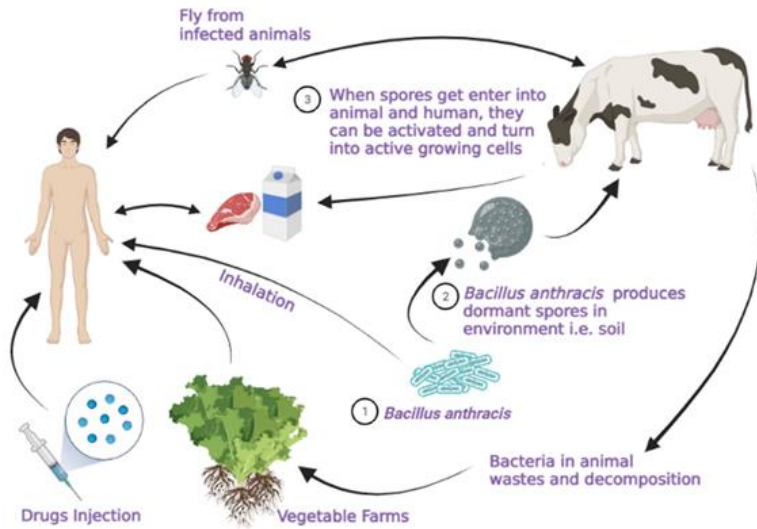 Fly from
infected animals
3 When spores get enter into
animal and human, they
can be activated and turn
into active growing cells
Inhalation
2 Bacillus anthracis produces
dormant spores in
environment i.e. soil
1 Bacillus anthracis
Bacteria in animal
wastes and decomposition
Drugs Injection
Vegetable Farms